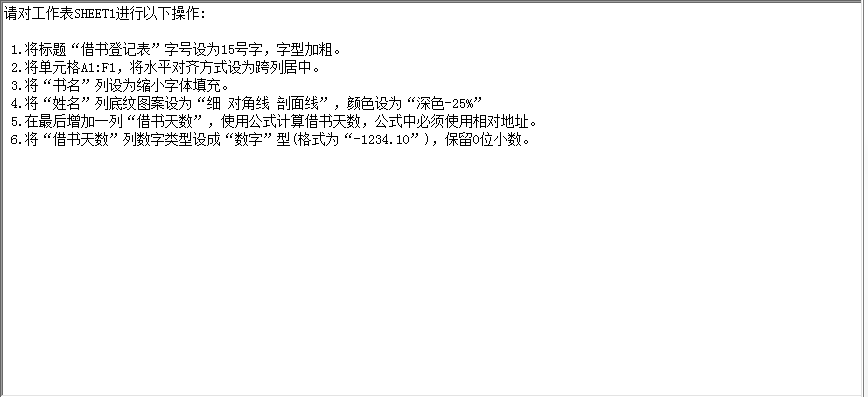 请对工作表SHEET1进行以下操作:
1.将标题“借书登记表”字号设为15号字，字型加粗。
2.将单元格A1:F1，将水平对齐方式设为跨列居中。
3.将“书名”列设为缩小字体填充。
4.将“姓名”列底纹图案设为“细 对角线 剖面线”，颜色设为“深色-25%”
5.在最后增加一列“借书天数”，使用公式计算借书天数，公式中必须使用相对地址。
6.将“借书天数”列数字类型设成“数字”型(格式为“-1234.10”)，保留0位小数。